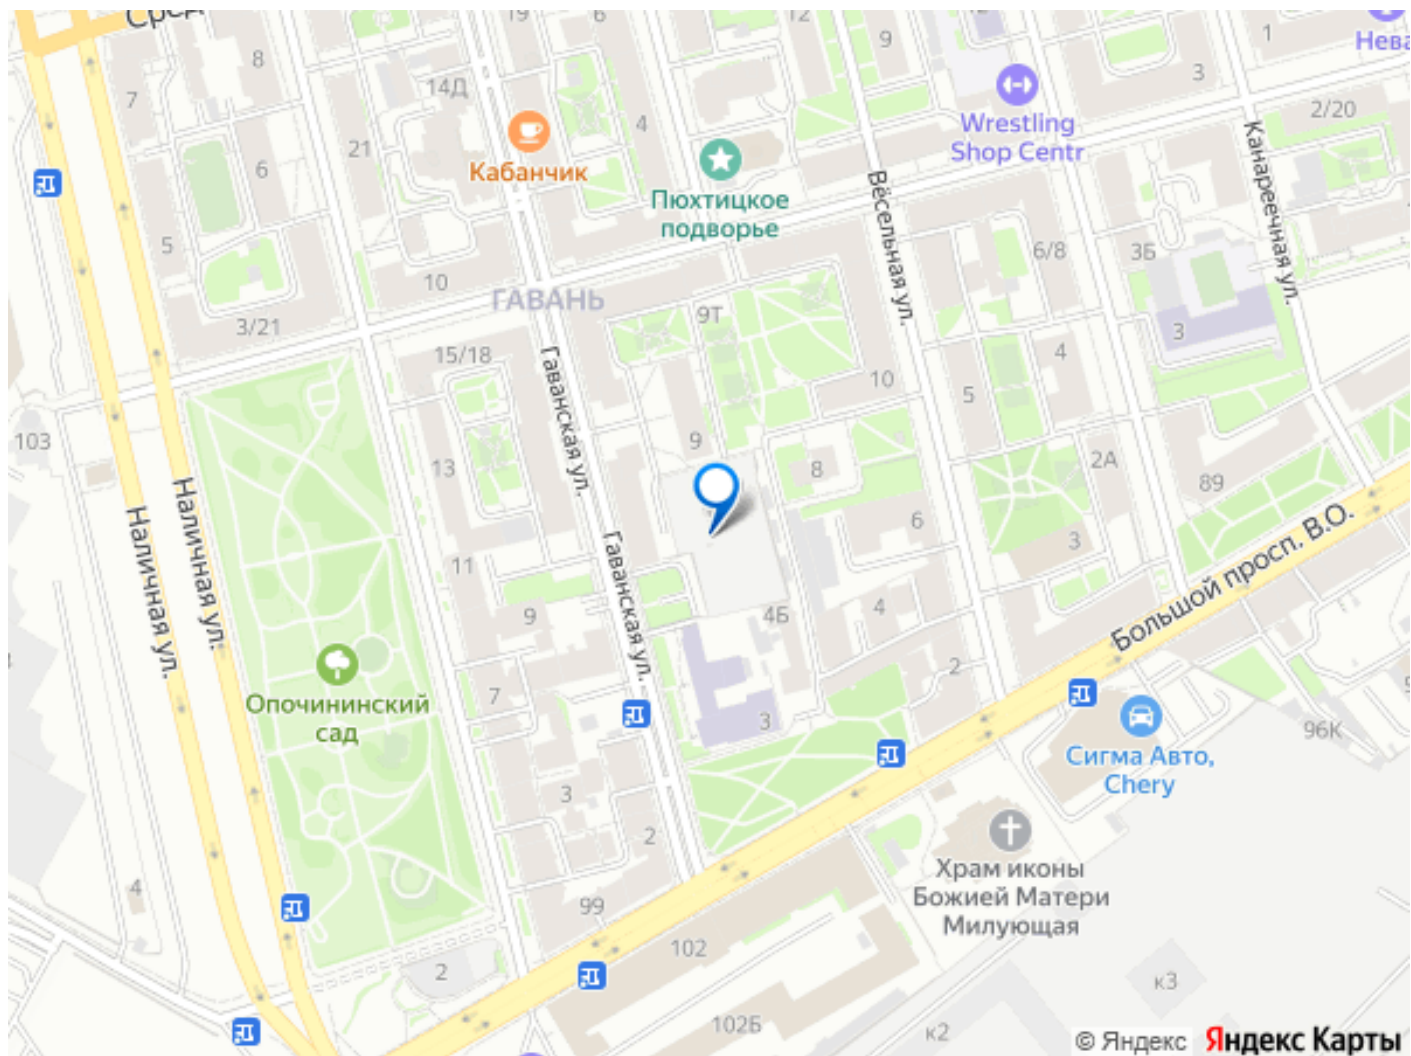 19
6
12
9
1
Нева
8
7
14Д
4
3
2/20
Wrestling
Shop Centr
Кабанчик
21
6
Пюхтицкое
подворье
Вёсельная ул.
Канареечная ул.
5
10
ГАВАНЬ
9Т
6/8
3Б
3/21
15/18
3
4
10
5
Гаванская ул.
103
13
9
8
2А
89
Наличная ул.
Наличная ул.
6
3
Большой просп. В.О.
11
Гаванская ул.
9
4Б
4
2
Опочининский
сад
7
3
96К
Сигма Авто,
Chery
3
2
Храм иконы
Божией Матери
Милующая
4
99
102
2
к3
102Б
к2
© Яндекс
Яндекс Карты